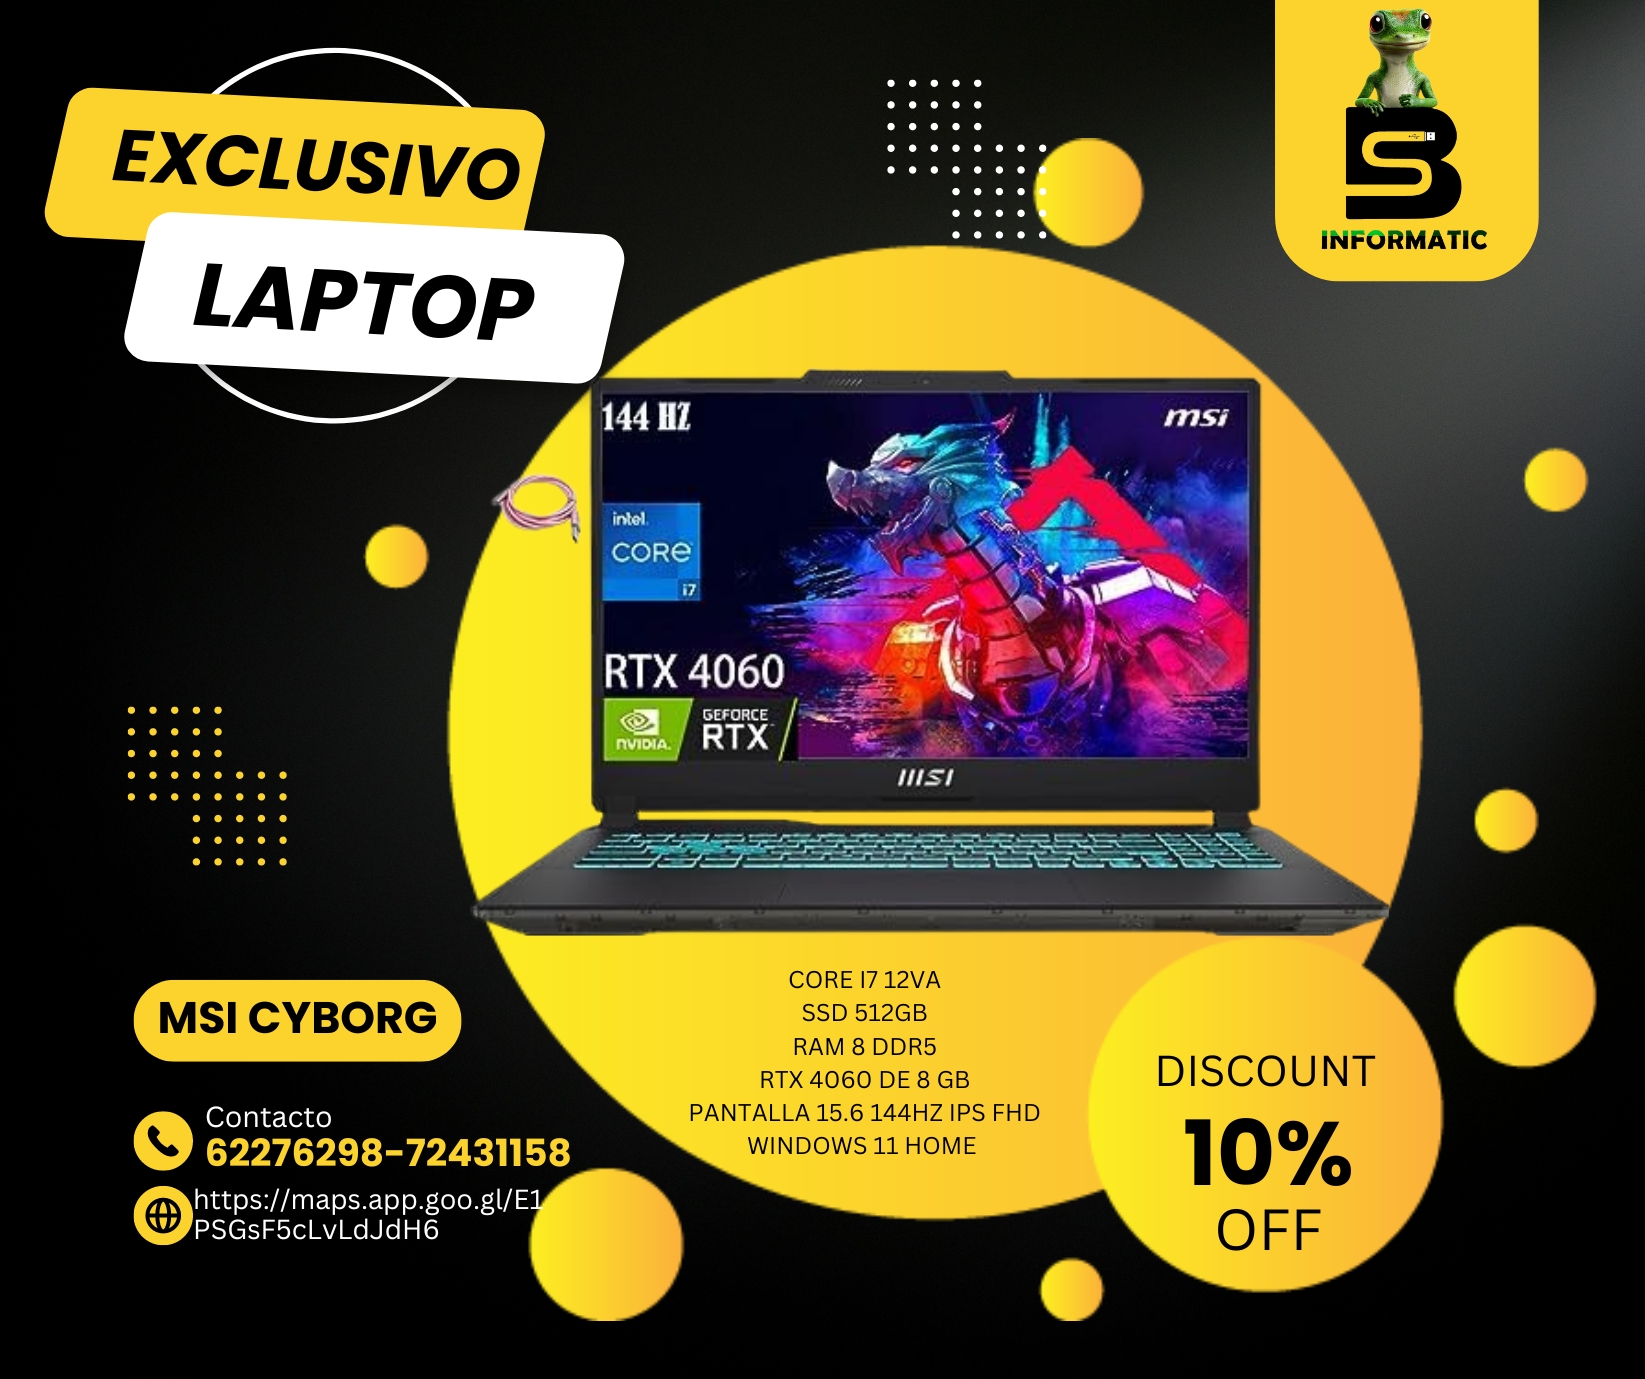 EXCLUSIVO
LAPTOP
SB
INFORMATIC
144 HZ
msi
intel.
CORE
i7
RTX 4060
NVIDIA.
GEFORCE
RTX
msi
CORE I7 12VA
SSD 512GB
RAM 8 DDR5
RTX 4060 DE 8 GB
PANTALLA 15.6 144HZ IPS FHD
WINDOWS 11 HOME
MSI CYBORG
Contacto
62276298-72431158
https://maps.app.goo.gl/E1
PSGsF5cLvLdJdH6
DISCOUNT
10%
OFF